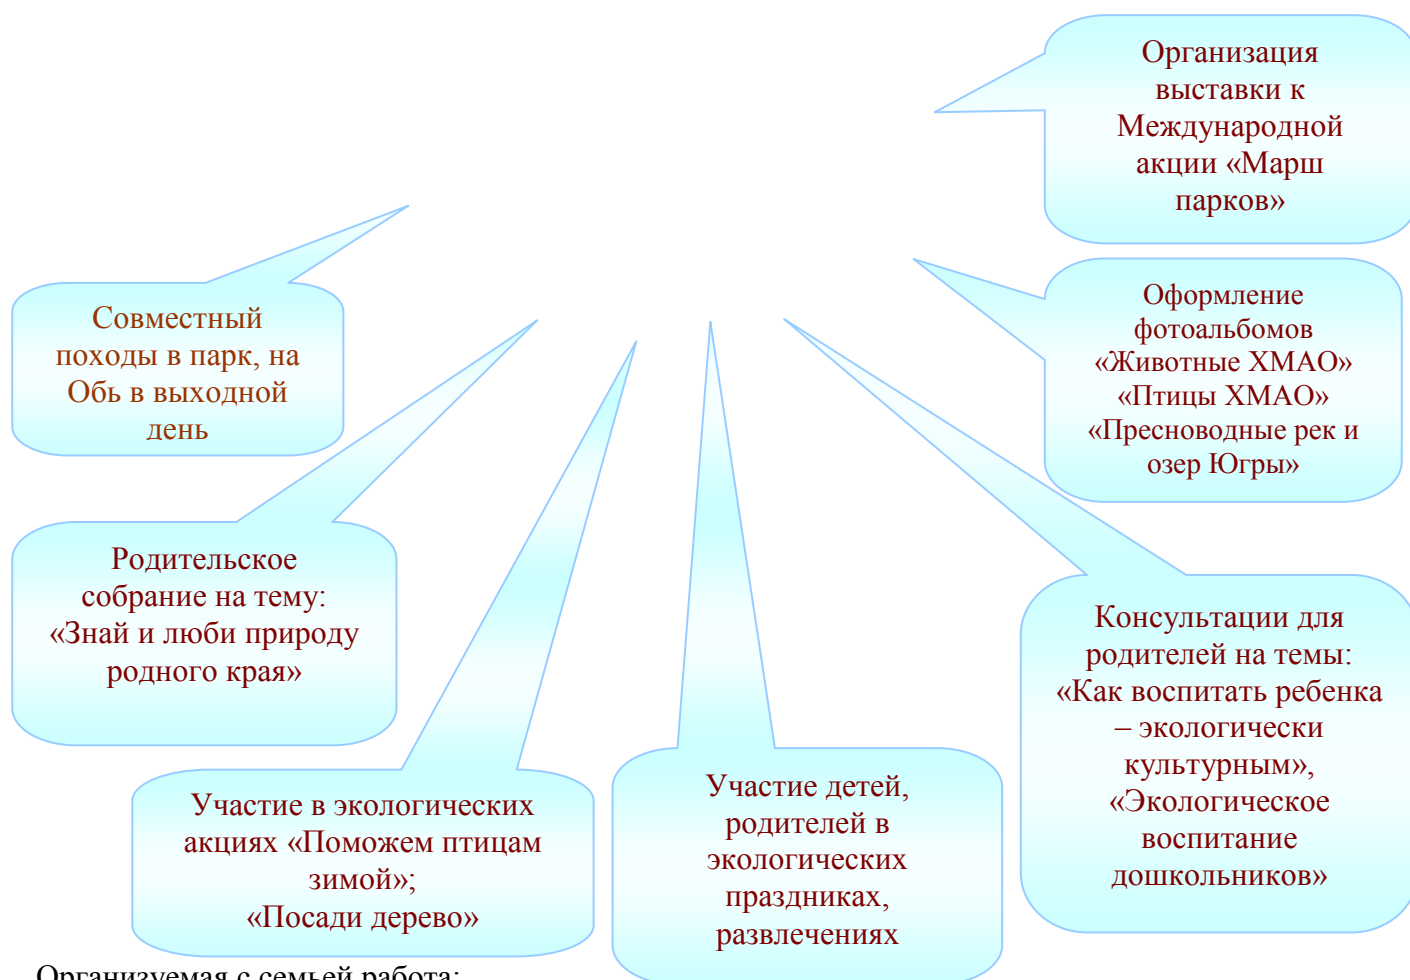 Организация
выставки к
Международной
акции «Марш
парков»
Оформление
фотоальбомов
«Животные ХМАО»
«Птицы ХМАО»
«Пресноводные рек и
озер Югры»
Совместный
походы в парк, на
Обь в выходной
день
Родительское
собрание на тему:
«Знай и люби природу
родного края»
Консультации для
родителей на темы:
«Как воспитать ребенка
– экологически
культурным»,
«Экологическое
воспитание
дошкольников»
Участие в экологических
акциях «Поможем птицам
зимой»;
«Посади дерево»
Участие детей,
родителей в
экологических
праздниках,
развлечениях
Организуемая с семьей работа: